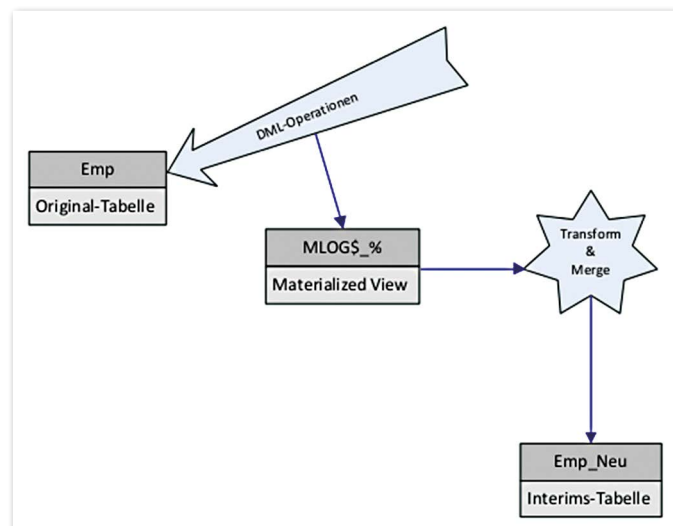 DML-Operationen
Emp
Original-Tabelle
MLOG$_%
Materialized View
Transform
&
Merge
Emp_Neu
Interims-Tabelle